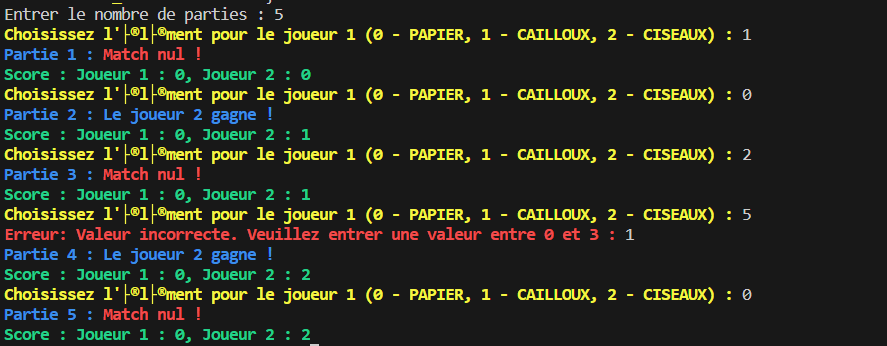 Entrer le nombre de parties : 5
Choisissez l'├®l├®ment pour le joueur 1 (0 - PAPIER, 1 - CAILLOUX, 2 - CISEAUX) : 1
Partie 1 : Match nul !
Score : Joueur 1 : 0, Joueur 2 : 0
Choisissez l'├®l├®ment pour le joueur 1 (0 - PAPIER, 1 - CAILLOUX, 2 - CISEAUX) : 0
Partie 2 : Le joueur 2 gagne !
Score : Joueur 1 : 0, Joueur 2 : 1
Choisissez l'├®l├®ment pour le joueur 1 (0 - PAPIER, 1 - CAILLOUX, 2 - CISEAUX) : 2
Partie 3 : Match nul !
Score : Joueur 1 : 0, Joueur 2 : 1
Choisissez l'├®l├®ment pour le joueur 1 (0 - PAPIER, 1 - CAILLOUX, 2 - CISEAUX) : 5
Erreur: Valeur incorrecte. Veuillez entrer une valeur entre 0 et 3 : 1
Partie 4 : Le joueur 2 gagne !
Score : Joueur 1 : 0, Joueur 2 : 2
Choisissez l'├®l├®ment pour le joueur 1 (0 - PAPIER, 1 - CAILLOUX, 2 - CISEAUX) : 0
Partie 5 : Match nul !
Score : Joueur 1 : 0, Joueur 2 : 2